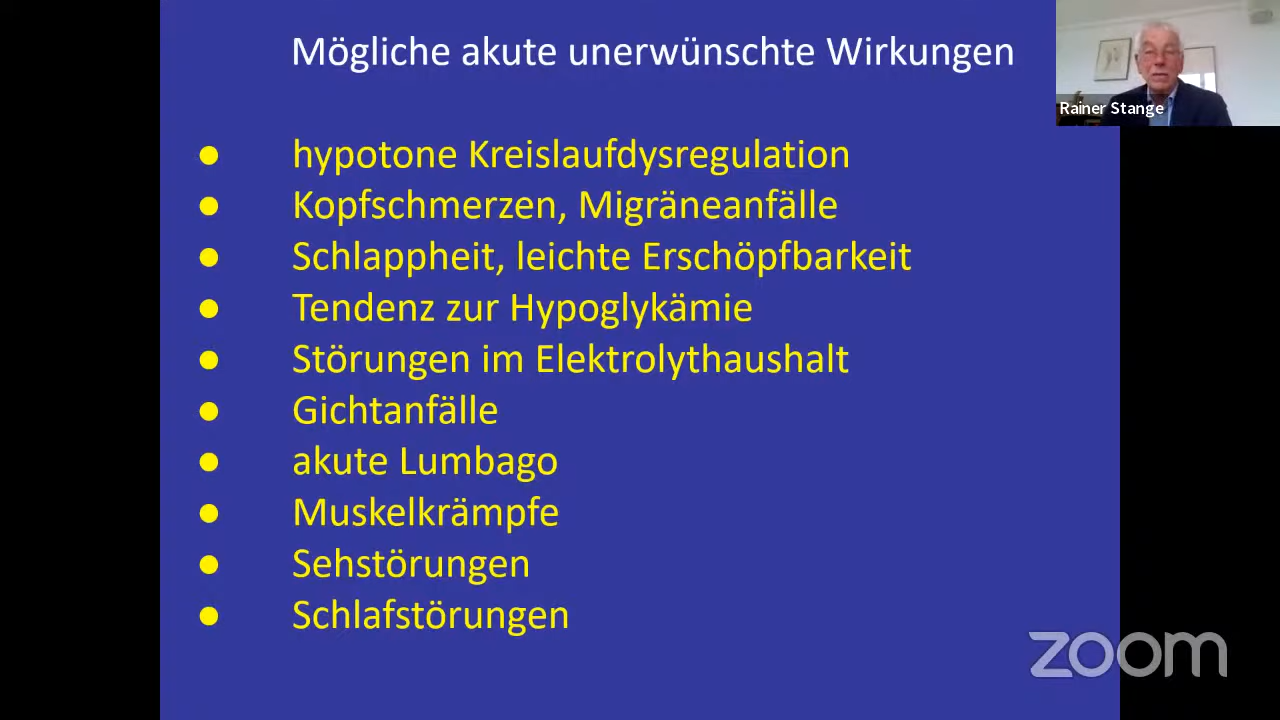 Mögliche akute unerwünschte Wirkungen
Rainer Stange
● hypotone Kreislaufdysregulation
● Kopfschmerzen, Migräneanfälle
● Schlappheit, leichte Erschöpfbarkeit
● Tendenz zur Hypoglykämie
● Störungen im Elektrolythaushalt
● Gichtanfälle
● akute Lumbago
● Muskelkrämpfe
● Sehstörungen
● Schlafstörungen
zoom